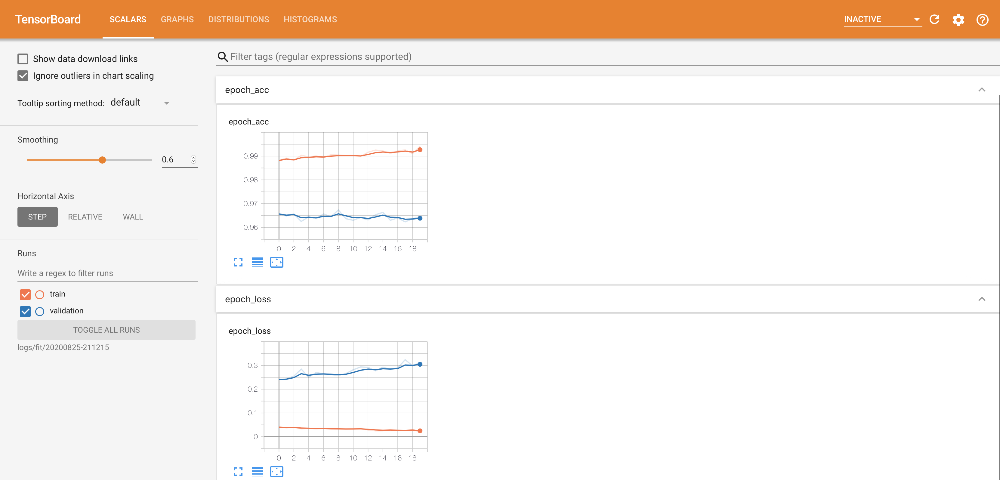 TensorBoard
SCALARS GRAPHS DISTRIBUTIONS HISTOGRAMS
INACTIVE
Show data download links
Ignore outliers in chart scaling
Tooltip sorting method: default
Smoothing
0.6
Horizontal Axis
STEP RELATIVE WALL
Runs
Write a regex to filter runs
train
validation
TOGGLE ALL RUNS
logs/fit/20200825-211215
Filter tags (regular expressions supported)
epoch_acc
epoch_acc
0.99
0.98
0.97
0.96
0 2 4 6 8 10 12 14 16 18
epoch_loss
epoch_loss
0.3
0.2
0.1
0
0 2 4 6 8 10 12 14 16 18